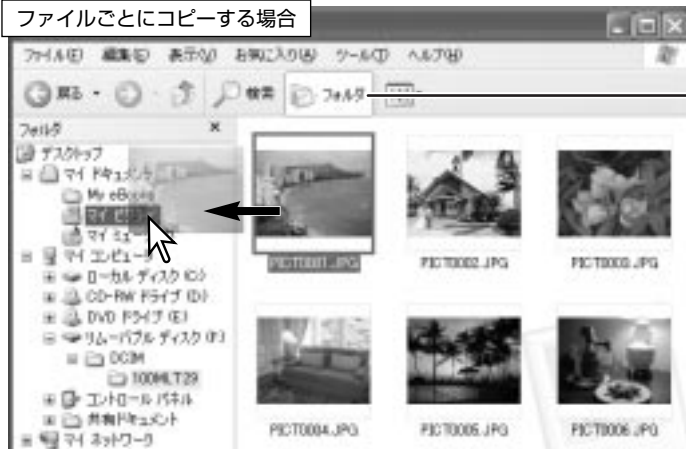 ファイルごとにコピーする場合
ファイル(F) 編集(E) 表示(V) お気に入り(A) ツール(T) ヘルプ(H)
戻る 検索 フォルダ
フォルダ ×
デスクトップ
マイ ドキュメント
My eBooks
マイ ピ
マイ ミュー
マイ コンピュータ
ローカル ディスク (C:)
CD-RW ドライブ (D:)
DVD ドライブ (E:)
リムーバブル ディスク (F:)
DCIM
100MLT29
コントロール パネル
共有ドキュメント
マイ ネットワーク
PICT0001.JPG PICT0002.JPG PICT0003.JPG
PICT0004.JPG PICT0005.JPG PICT0006.JPG